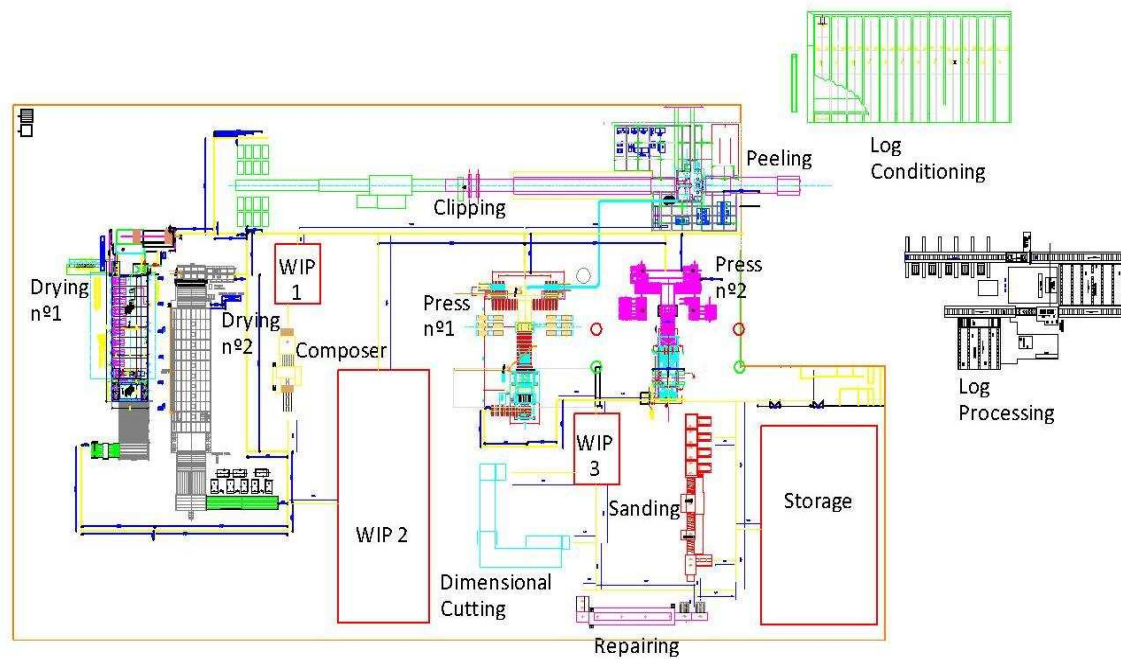 Log
Conditioning
Peeling
Clipping
WIP
1
Drying
nº1
Drying
nº2
Composer
Press
nº1
Press
nº2
Log
Processing
WIP
3
WIP 2
Sanding
Storage
Dimensional
Cutting
Repairing